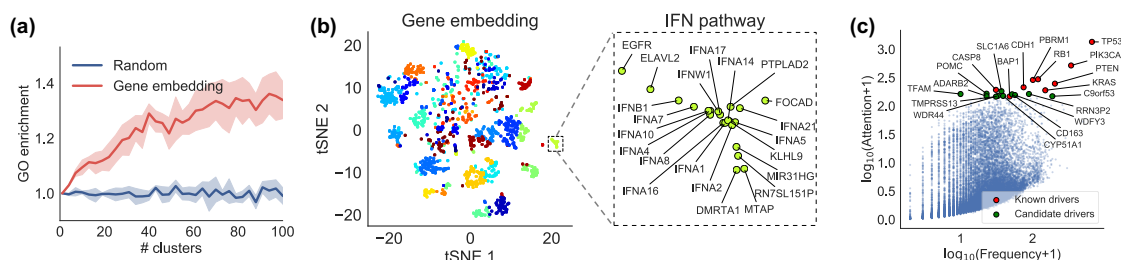 (a)
GO enrichment
1.4
1.2
1.0
Random
Gene embedding
0 20 40 60 80 100
# clusters
(b)
Gene embedding
tSNE 2
20
10
0
−10
−20
−20 0 20
tSNE 1
IFN pathway
EGFR
ELAVL2
IFNA17
IFNA14
IFNW1
PTPLAD2
IFNB1
FOCAD
IFNA7
IFNA10
IFNA21
IFNA4
IFNA5
IFNA8
KLHL9
IFNA1
IFNA16
MIR31HG
IFNA2
RN7SL151P
DMRTA1
MTAP
(c)
log10(Attention+1)
3.0
2.5
2.0
1.5
1.0
0.5
0.0
CDH1
PBRM1
TP53
SLC1A6
RB1
PIK3CA
CASP8
BAP1
PTEN
POMC
KRAS
ADARB2
C9orf53
TFAM
TMPRSS13
RRN3P2
WDR44
WDFY3
CD163
CYP51A1
Known drivers
Candidate drivers
1 2
log10(Frequency+1)